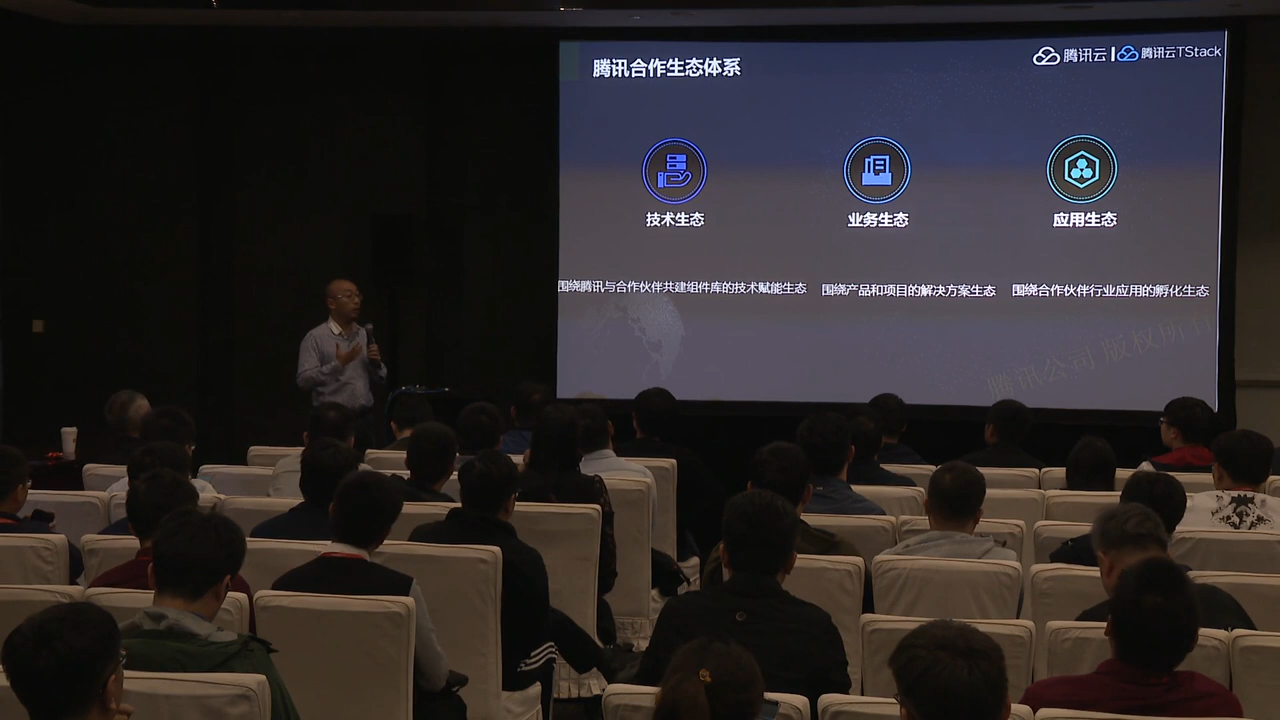 腾讯合作生态体系
腾讯云 | 腾讯云TStack
技术生态
业务生态
应用生态
围绕腾讯与合作伙伴共建组件库的技术赋能生态
围绕产品和项目的解决方案生态
围绕合作伙伴行业应用的孵化生态
腾讯公司 版权所有